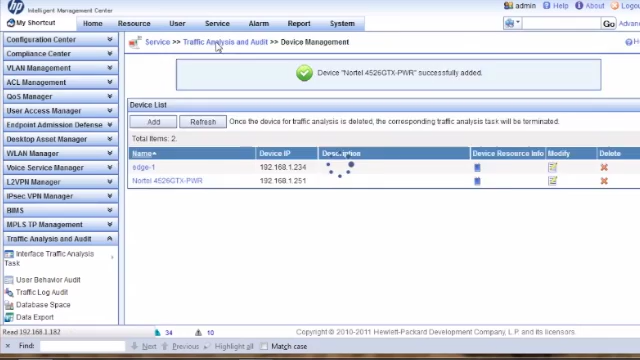 hp Intelligent Management Center
admin Help About Logou
My Shortcut Home Resource User Service Alarm Report System Go Advan
Configuration Center
Compliance Center
VLAN Management
ACL Management
QoS Manager
User Access Manager
Endpoint Admission Defense
Desktop Asset Manager
WLAN Manager
Voice Service Manager
L2VPN Manager
IPsec VPN Manager
BIMS
MPLS TP Management
Traffic Analysis and Audit
Interface Traffic Analysis Task
User Behavior Audit
Traffic Log Audit
Database Space
Data Export
Service >> Traffic Analysis and Audit >> Device Management
Device "Nortel 4526GTX-PWR" successfully added.
Device List
Add Refresh Once the device for traffic analysis is deleted, the corresponding traffic analysis task will be terminated.
Total Items: 2.
Name Device IP Description Device Resource Info Modify Delete
edge-1 192.168.1.234
Nortel 4526GTX-PWR 192.168.1.251
Read 192.168.1.182 34 10 Copyright © 2010-2011 Hewlett-Packard Development Company, L.P. and its licensors.
× Find: Next Previous Highlight all Match case